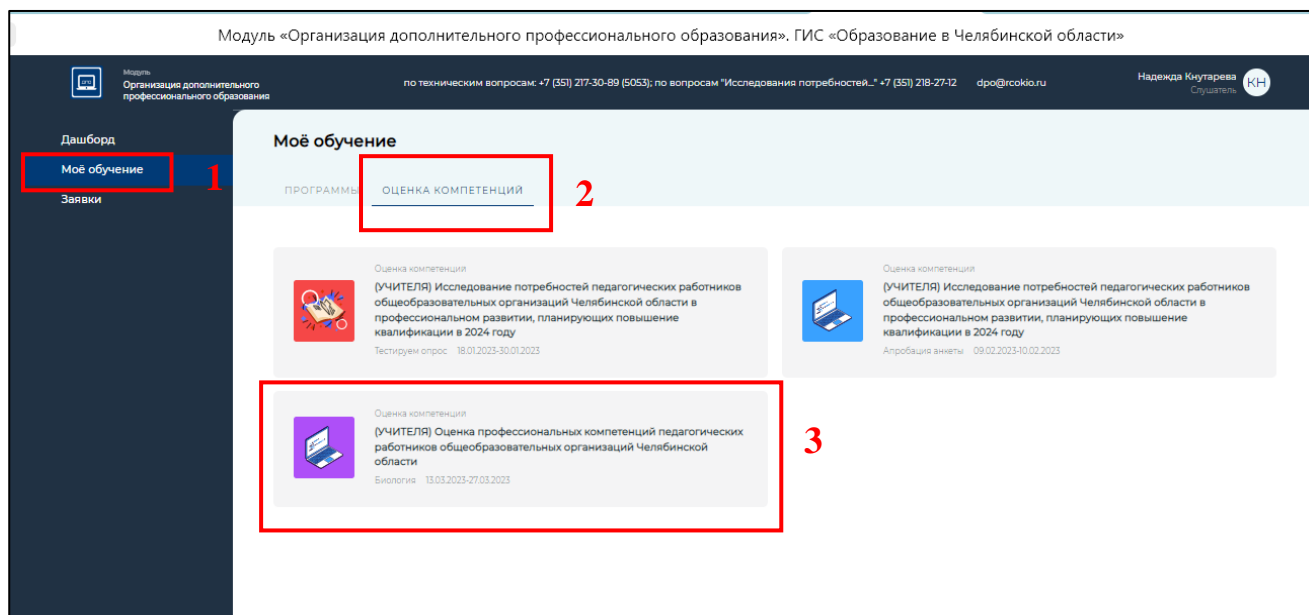 Модуль «Организация дополнительного профессионального образования». ГИС «Образование в Челябинской области»
Модуль
Организация дополнительного
профессионального образования
по техническим вопросам: +7 (351) 217-30-89 (5053); по вопросам "Исследования потребностей..." +7 (351) 218-27-12
dpo@rcokio.ru
Надежда Кнутарева
Слушатель
КН
Дашборд
Моё обучение
1
Заявки
Моё обучение
ПРОГРАММЫ
ОЦЕНКА КОМПЕТЕНЦИЙ
2
Оценка компетенций
(УЧИТЕЛЯ) Исследование потребностей педагогических работников
общеобразовательных организаций Челябинской области в
профессиональном развитии, планирующих повышение
квалификации в 2024 году
Тестируем опрос 18.01.2023-30.01.2023
Оценка компетенций
(УЧИТЕЛЯ) Исследование потребностей педагогических работников
общеобразовательных организаций Челябинской области в
профессиональном развитии, планирующих повышение
квалификации в 2024 году
Апробация анкеты 09.02.2023-10.02.2023
Оценка компетенций
(УЧИТЕЛЯ) Оценка профессиональных компетенций педагогических
работников общеобразовательных организаций Челябинской
области
Биология 13.03.2023-27.03.2023
3